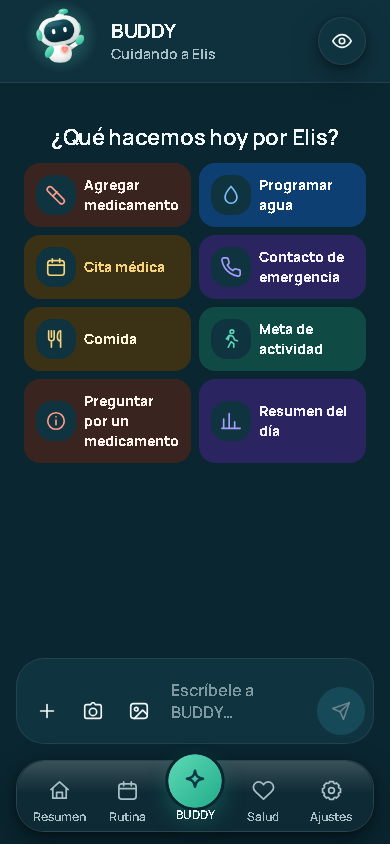 BUDDY
Cuidando a Elis
¿Qué hacemos hoy por Elis?
Agregar
medicamento
Programar
agua
Cita médica
Contacto de
emergencia
Comida
Meta de
actividad
Preguntar
por un
medicamento
Resumen del
día
Escríbele a
BUDDY...
Resumen
Rutina
BUDDY
Salud
Ajustes